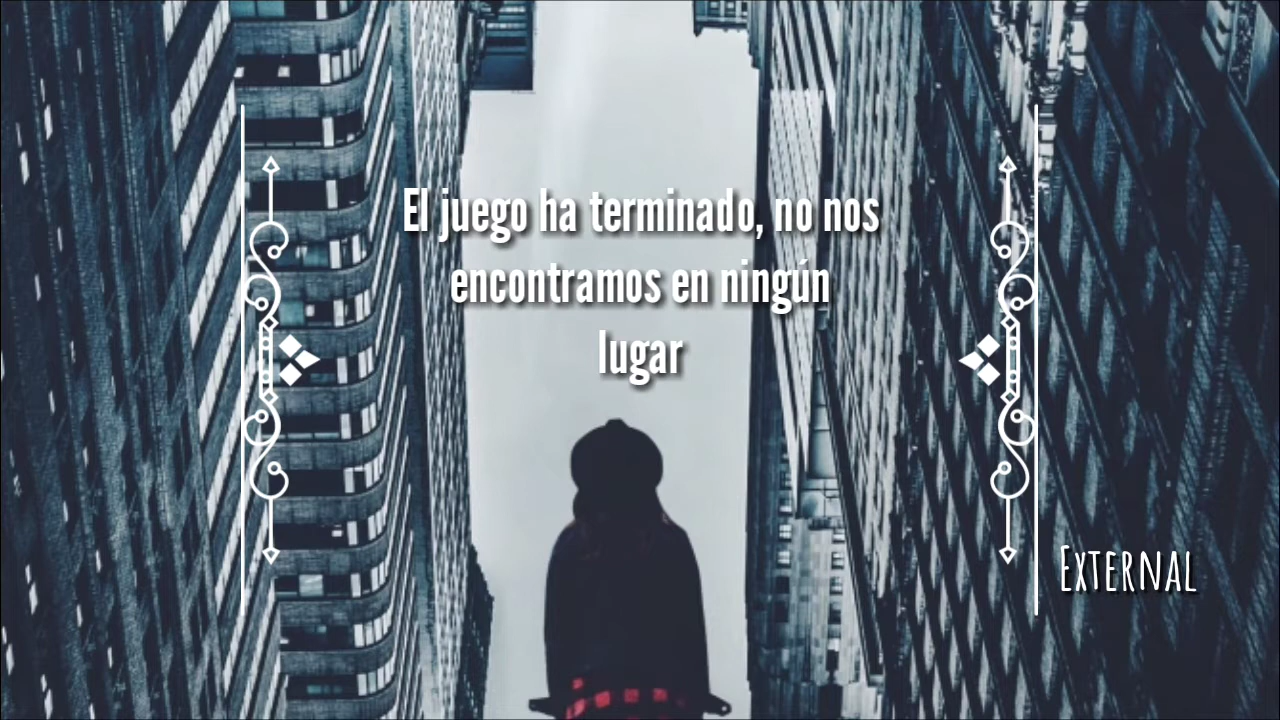 El juego ha terminado, no nos
encontramos en ningún
lugar
External